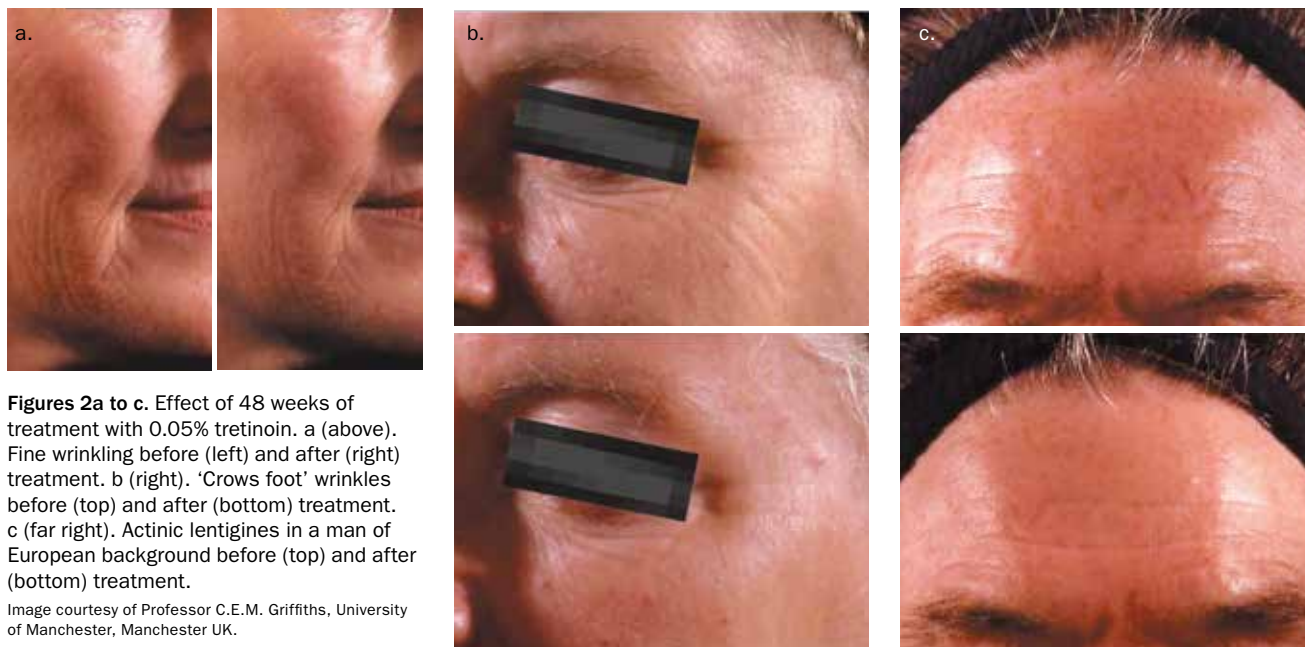 a.
b.
c.
Figures 2a to c. Effect of 48 weeks of
treatment with 0.05% tretinoin. a (above).
Fine wrinkling before (left) and after (right)
treatment. b (right). ‘Crows foot’ wrinkles
before (top) and after (bottom) treatment.
c (far right). Actinic lentigines in a man of
European background before (top) and after
(bottom) treatment.
Image courtesy of Professor C.E.M. Griffiths, University
of Manchester, Manchester UK.